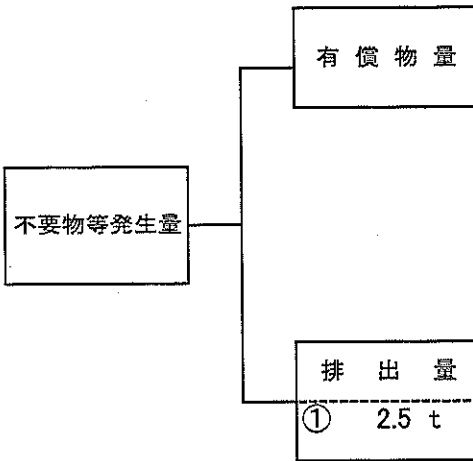 有償物量
不要物等発生量
排出量
① 2.5 t